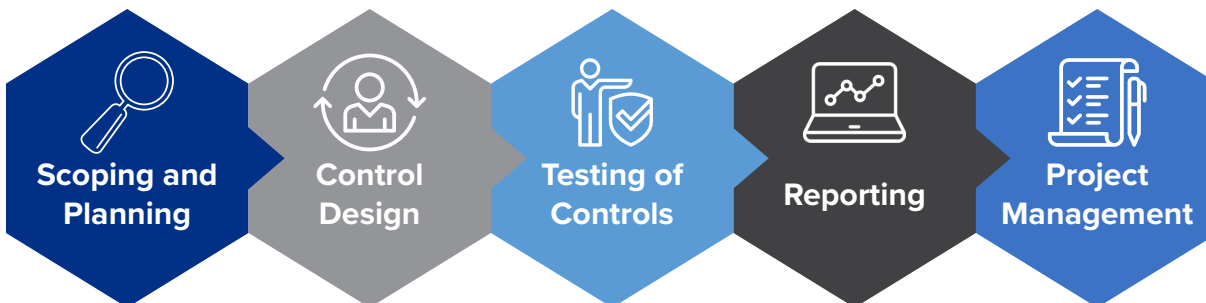 Scoping and
Planning
Control
Design
Testing of
Controls
Reporting
Project
Management